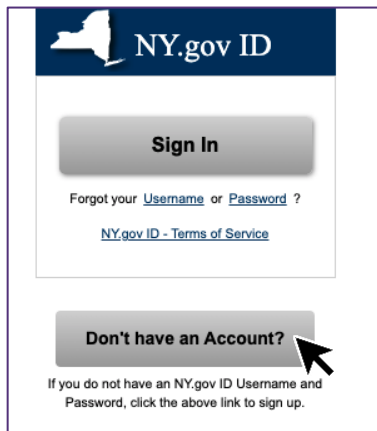 NY.gov ID
Sign In
Forgot your Username or Password ?
NY.gov ID - Terms of Service
Don't have an Account?
If you do not have an NY.gov ID Username and
Password, click the above link to sign up.